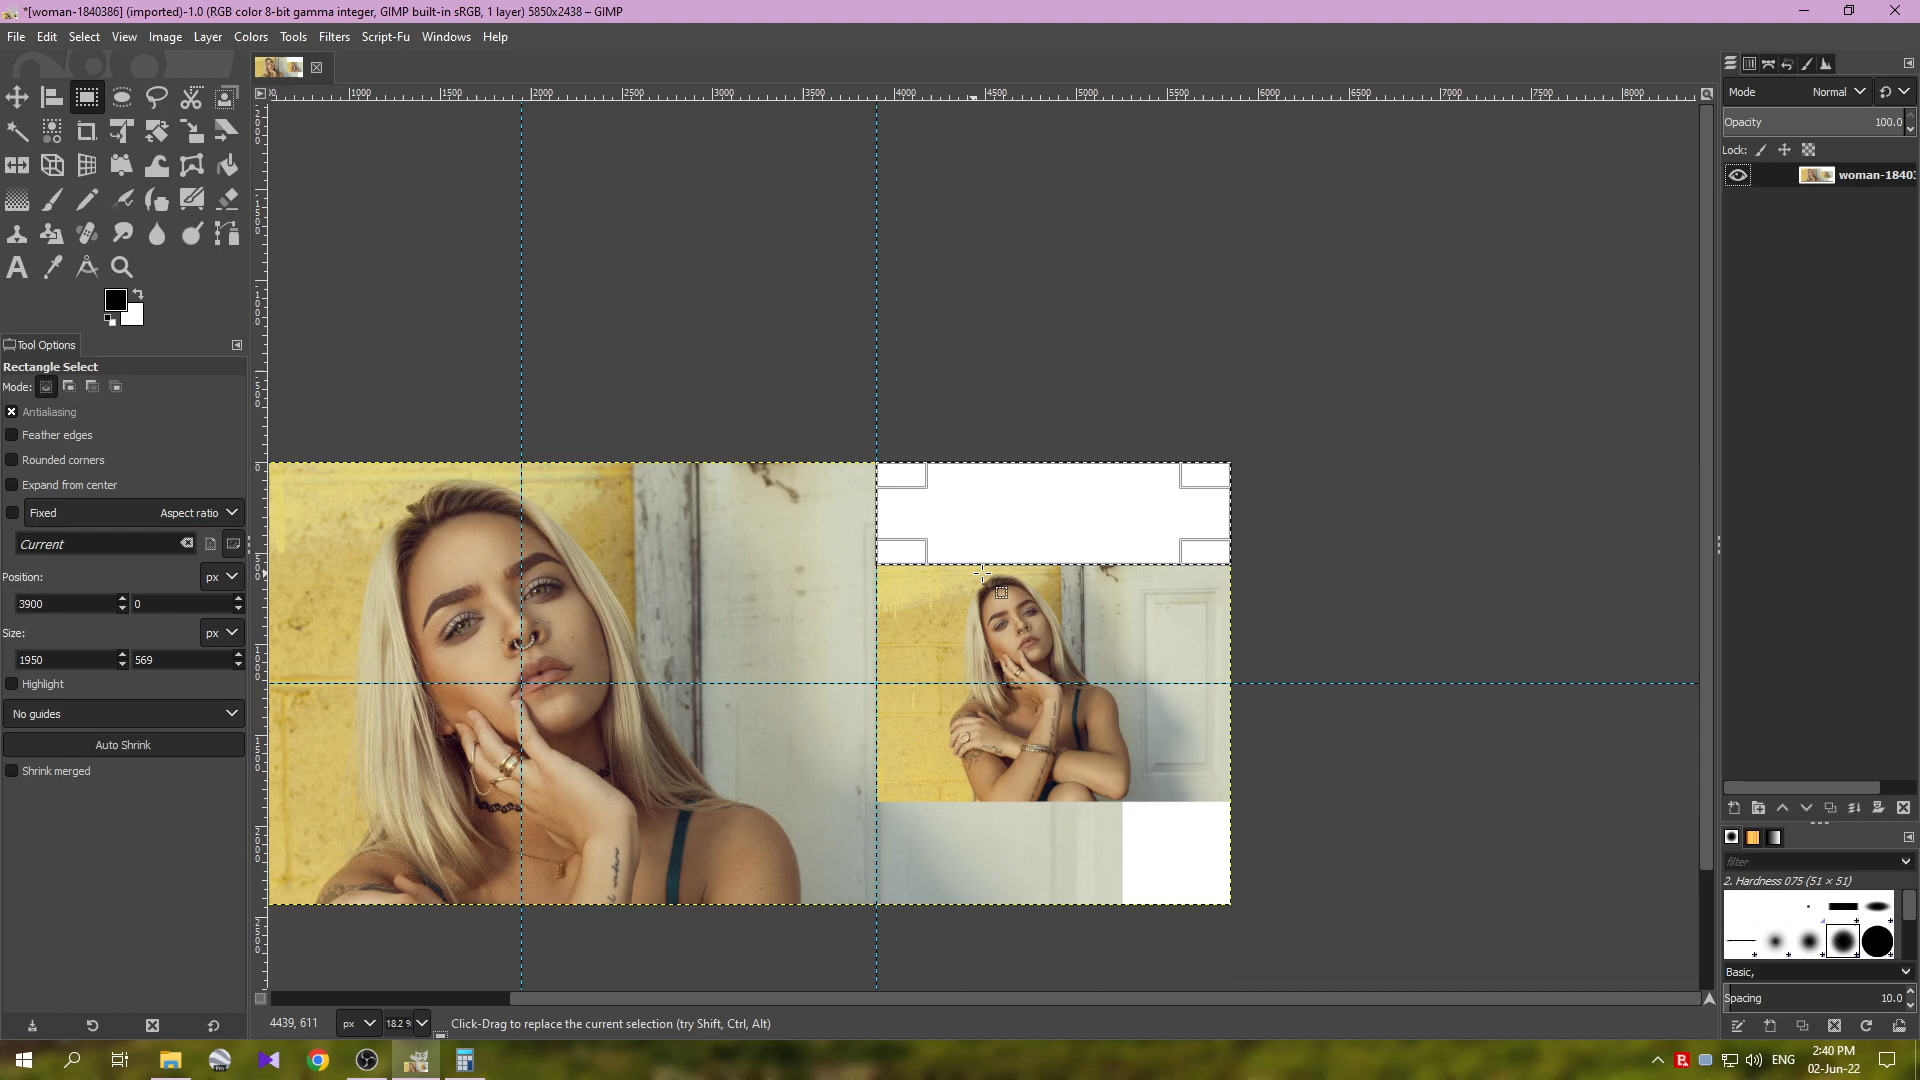 *[woman-1840386] (imported)-1.0 (RGB color 8-bit gamma integer, GIMP built-in sRGB, 1 layer) 5850x2438 – GIMP
File Edit Select View Image Layer Colors Tools Filters Script-Fu Windows Help
1000 1500 2000 2500 3000 3500 4000 4500 5000 5500 6000 6500 7000 7500 8000
Mode Normal
Opacity 100.0
Lock:
woman-1840
Tool Options
Rectangle Select
Mode:
Antialiasing
Feather edges
Rounded corners
Expand from center
Fixed Aspect ratio
Current
Position: px
3900 0
Size: px
1950 569
Highlight
No guides
Auto Shrink
Shrink merged
filter
2. Hardness 075 (51 × 51)
Basic,
Spacing 10.0
4439, 611 px 18.2 % Click-Drag to replace the current selection (try Shift, Ctrl, Alt)
ENG
2:40 PM
02-Jun-22